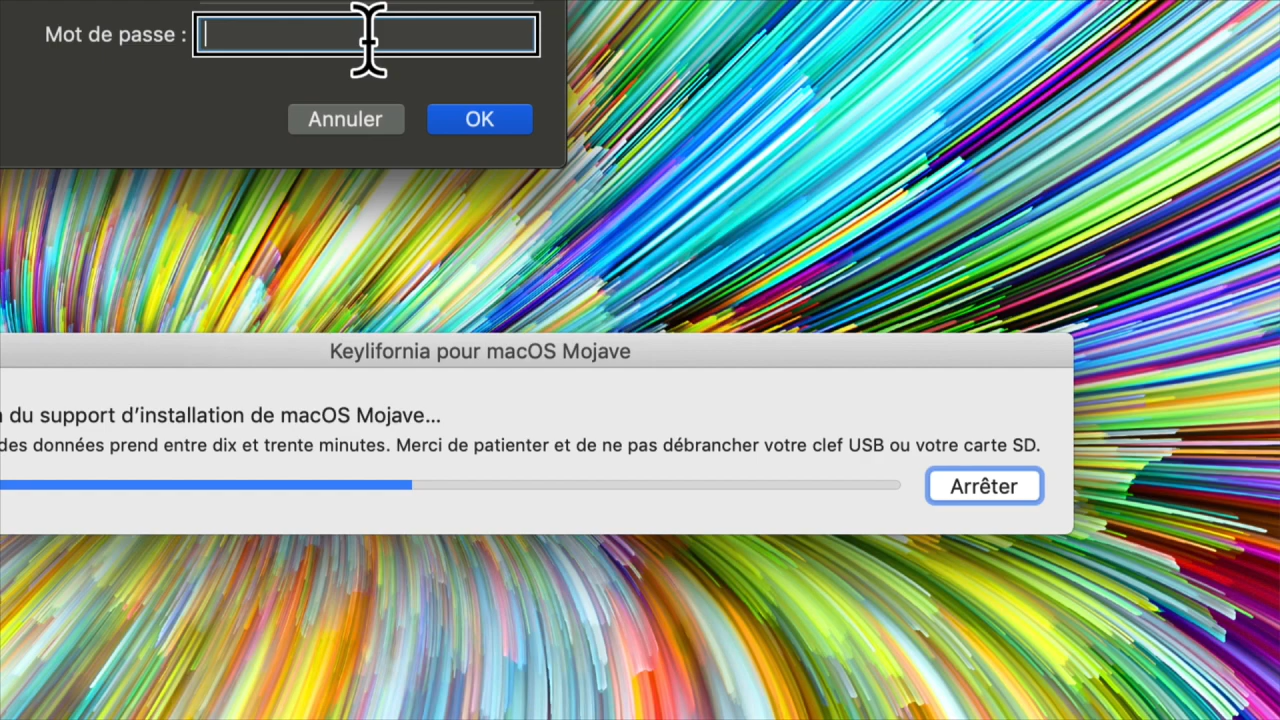 Mot de passe :
Annuler
OK
Keylifornia pour macOS Mojave
du support d’installation de macOS Mojave...
des données prend entre dix et trente minutes. Merci de patienter et de ne pas débrancher votre clef USB ou votre carte SD.
Arrêter